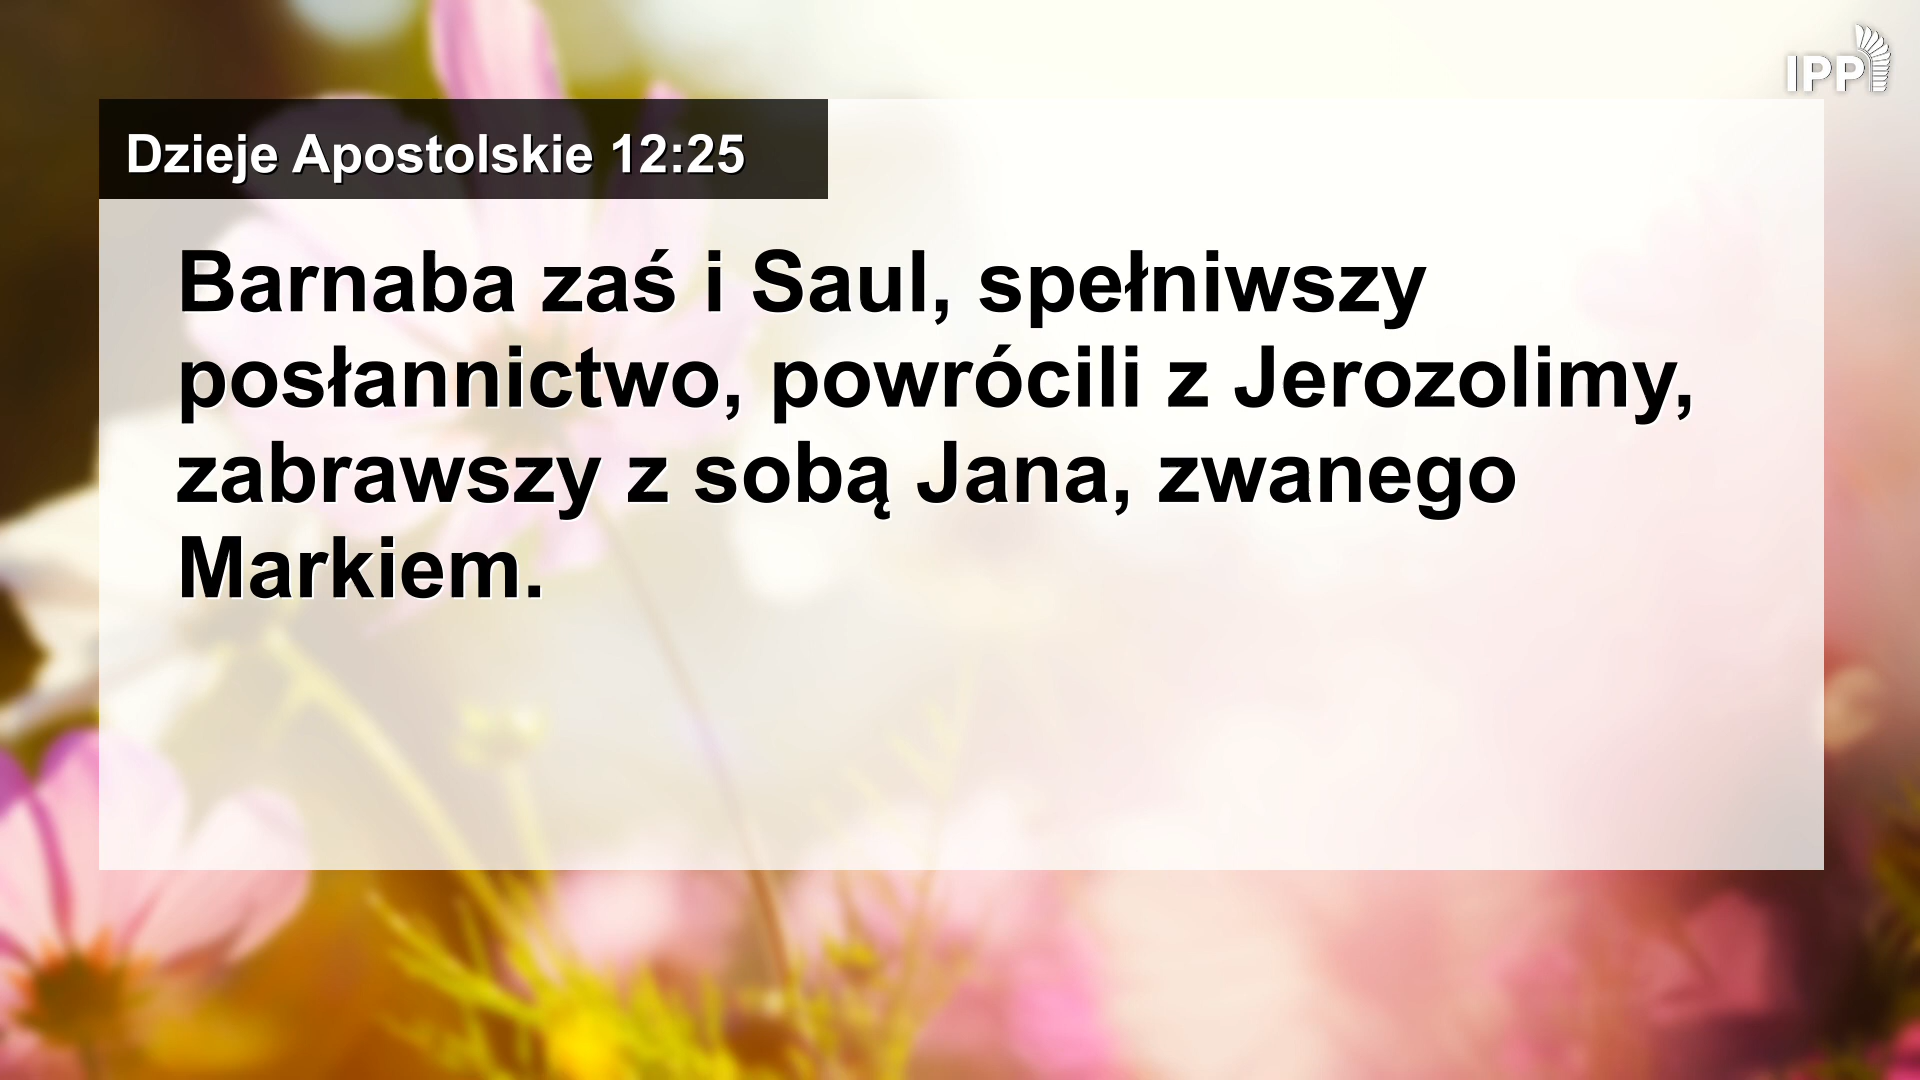 IPP
Dzieje Apostolskie 12:25
Barnaba zaś i Saul, spełniwszy
posłannictwo, powrócili z Jerozolimy,
zabrawszy z sobą Jana, zwanego
Markiem.